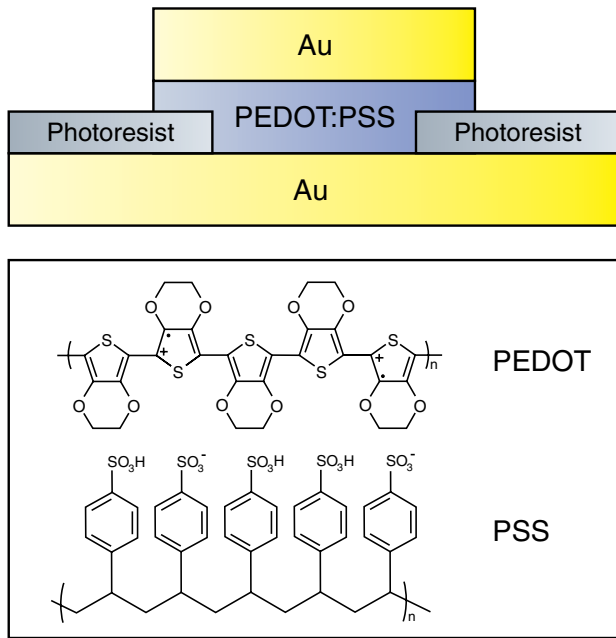 Au
PEDOT:PSS
Photoresist Photoresist
Au
O O O O
S S S
+ • + •
S S n
O O O O O O
PEDOT
SO₃H SO₃⁻ SO₃H SO₃H SO₃⁻
PSS
n